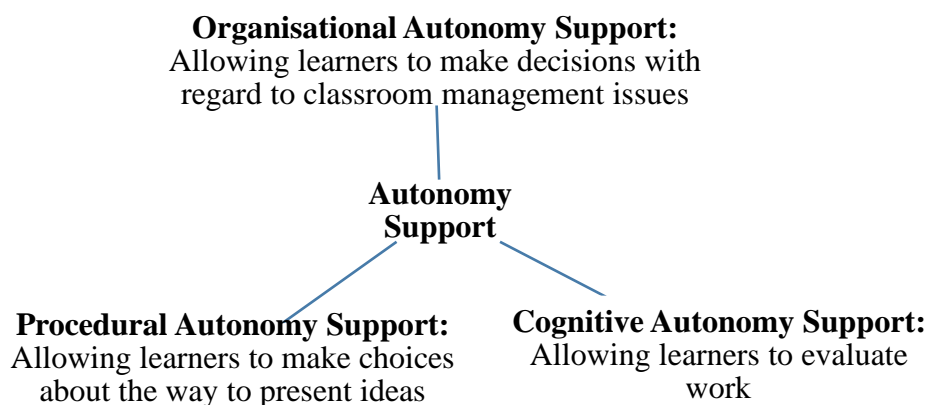 Organisational Autonomy Support:
Allowing learners to make decisions with
regard to classroom management issues
Autonomy
Support
Procedural Autonomy Support:
Allowing learners to make choices
about the way to present ideas
Cognitive Autonomy Support:
Allowing learners to evaluate
work